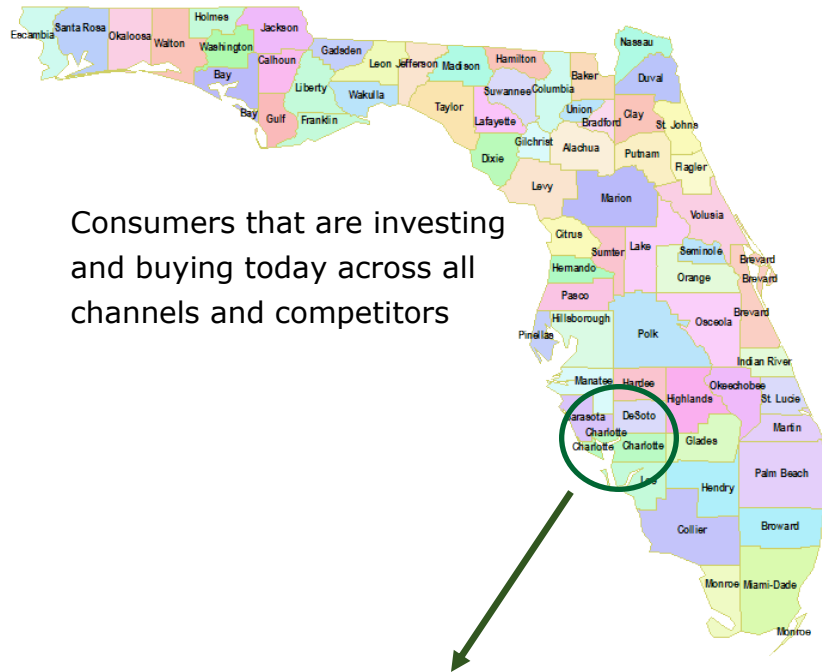 Holmes
Jackson
Escambia
Santa Rosa
Okaloosa
Walton
Washington
Bay
Calhoun
Gadsden
Liberty
Bay
Gulf
Franklin
Leon
Jefferson
Madison
Wakulla
Taylor
Hamilton
Suwannee
Columbia
Lafayette
Dixie
Gilchrist
Baker
Union
Bradford
Nassau
Duval
Clay
St. Johns
Alachua
Putnam
Flagler
Levy
Marion
Volusia
Consumers that are investing
and buying today across all
channels and competitors
Citrus
Sumter
Lake
Seminole
Hernando
Orange
Brevard
Brevard
Pasco
Hillsborough
Pinellas
Polk
Osceola
Brevard
Indian River
Manatee
Hardee
Highlands
Okeechobee
St. Lucie
Sarasota
DeSoto
Martin
Charlotte
Charlotte
Charlotte
Glades
Lee
Hendry
Palm Beach
Collier
Broward
Monroe
Miami-Dade
Monroe